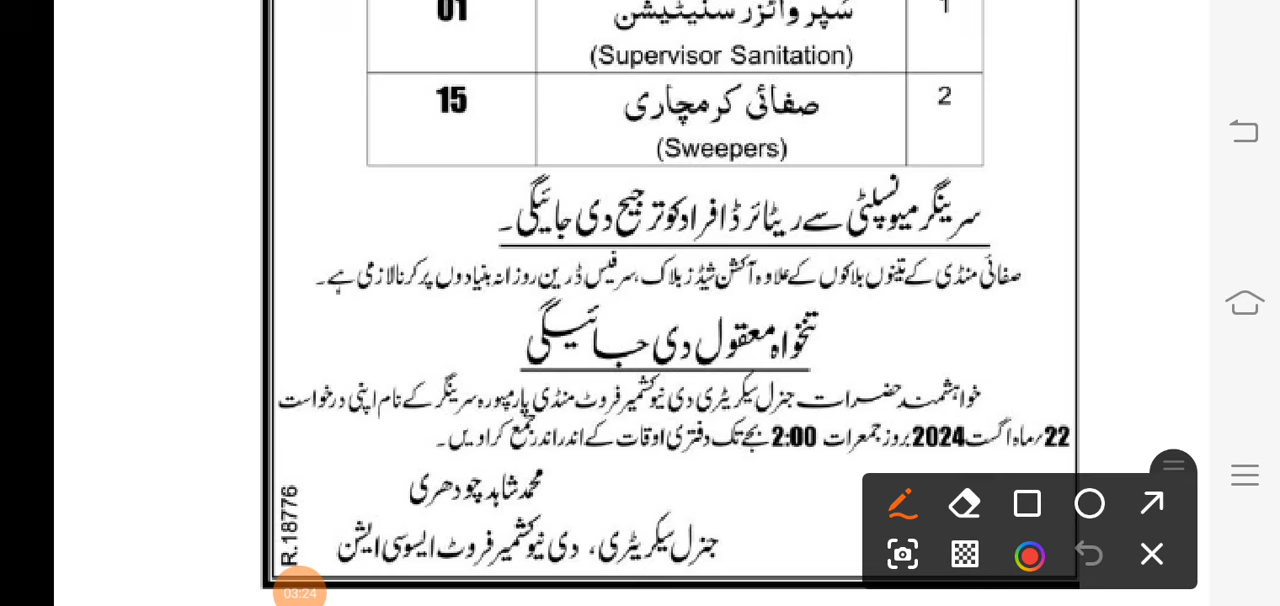 1 سُپر وائزر سنیٹیشن 01
(Supervisor Sanitation)
2 صفائی کرمچاری 15
(Sweepers)
سرینگر میونسپلٹی سے ریٹائرڈ افراد کو ترجیح دی جائیگی۔
صفائی منڈی کے تینوں بلاکوں کے علاوہ آکشن شیڈز بلاک، سرفیس ڈرین روزانہ بنیادوں پر کرنا لازمی ہے۔
تنخواہ معقول دی جائیگی
خواہشمند حضرات جنرل سیکریٹری دی نیو کشمیر فروٹ منڈی پارمپورہ سرینگر کے نام اپنی درخواست
22/ماہ اگست 2024 بروز جمعرات 2:00 بجے تک دفتری اوقات کے اندر اندر جمع کرادیں۔
محمد شاہد چودھری
جنرل سیکریٹری، دی نیو کشمیر فروٹ ایسوسی ایشن
R.18776
03:24